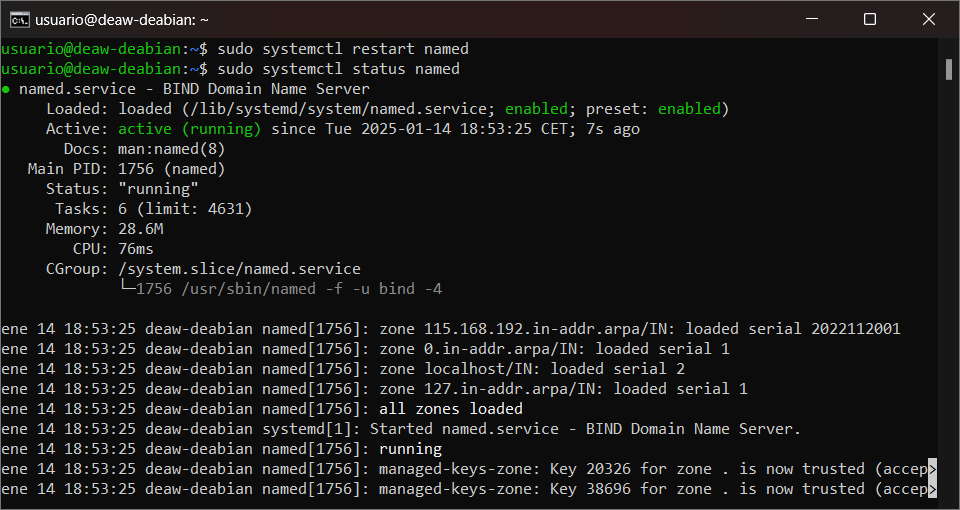 usuario@deaw-deabian: ~
usuario@deaw-deabian:~$ sudo systemctl restart named
usuario@deaw-deabian:~$ sudo systemctl status named
● named.service - BIND Domain Name Server
     Loaded: loaded (/lib/systemd/system/named.service; enabled; preset: enabled)
     Active: active (running) since Tue 2025-01-14 18:53:25 CET; 7s ago
       Docs: man:named(8)
   Main PID: 1756 (named)
     Status: "running"
      Tasks: 6 (limit: 4631)
     Memory: 28.6M
        CPU: 76ms
     CGroup: /system.slice/named.service
             └─1756 /usr/sbin/named -f -u bind -4
ene 14 18:53:25 deaw-deabian named[1756]: zone 115.168.192.in-addr.arpa/IN: loaded serial 2022112001
ene 14 18:53:25 deaw-deabian named[1756]: zone 0.in-addr.arpa/IN: loaded serial 1
ene 14 18:53:25 deaw-deabian named[1756]: zone localhost/IN: loaded serial 2
ene 14 18:53:25 deaw-deabian named[1756]: zone 127.in-addr.arpa/IN: loaded serial 1
ene 14 18:53:25 deaw-deabian named[1756]: all zones loaded
ene 14 18:53:25 deaw-deabian systemd[1]: Started named.service - BIND Domain Name Server.
ene 14 18:53:25 deaw-deabian named[1756]: running
ene 14 18:53:25 deaw-deabian named[1756]: managed-keys-zone: Key 20326 for zone . is now trusted (accep>
ene 14 18:53:25 deaw-deabian named[1756]: managed-keys-zone: Key 38696 for zone . is now trusted (accep>